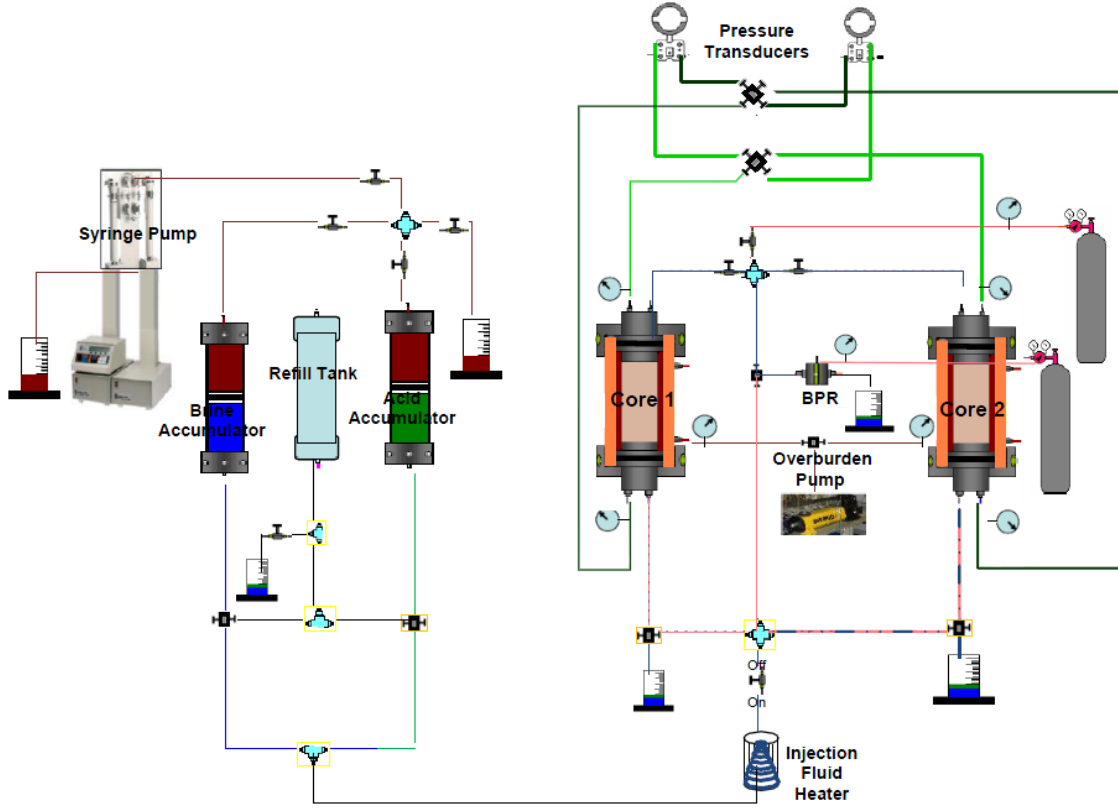 Pressure
Transducers
Syringe Pump
Refill Tank
Brine
Accumulator
Acid
Accumulator
Core 1
BPR
Core 2
Overburden
Pump
Off
On
Injection
Fluid
Heater